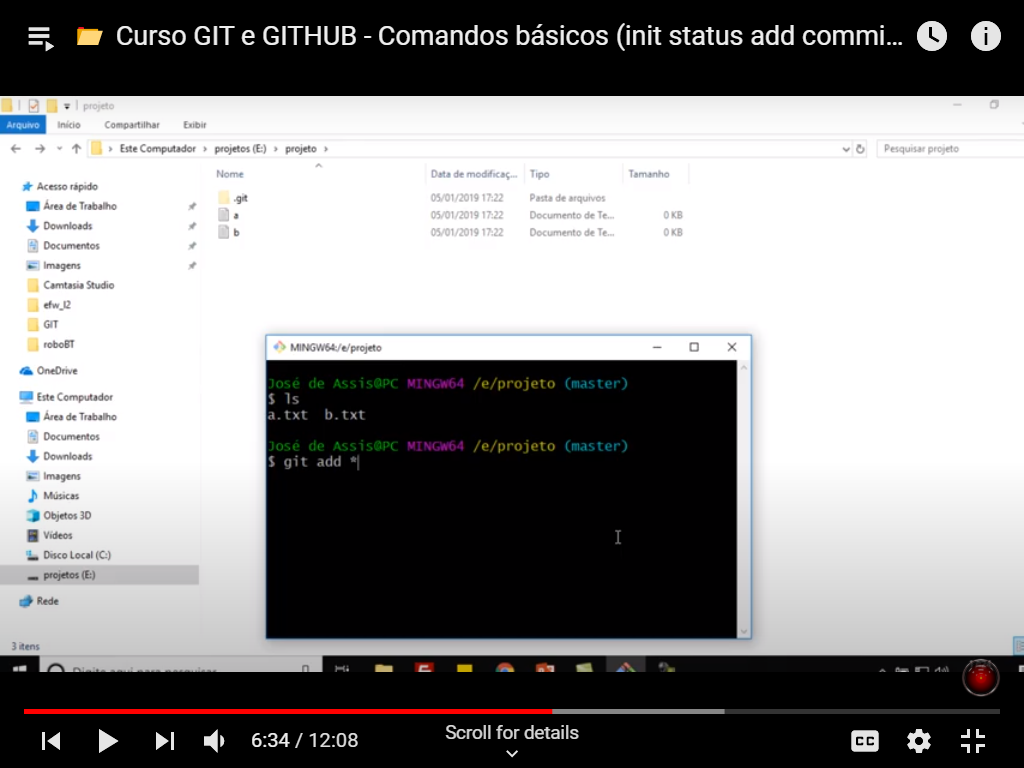 Curso GIT e GITHUB - Comandos básicos (init status add commi...
projeto
Arquivo Início Compartilhar Exibir
Este Computador > projetos (E:) > projeto >
Pesquisar projeto
Nome Data de modificaç... Tipo Tamanho
.git 05/01/2019 17:22 Pasta de arquivos
a 05/01/2019 17:22 Documento de Te... 0 KB
b 05/01/2019 17:22 Documento de Te... 0 KB
Acesso rápido
Área de Trabalho
Downloads
Documentos
Imagens
Camtasia Studio
efw_l2
GIT
roboBT
OneDrive
Este Computador
Área de Trabalho
Documentos
Downloads
Imagens
Músicas
Objetos 3D
Vídeos
Disco Local (C:)
projetos (E:)
Rede
3 itens
MINGW64:/e/projeto
José de Assis@PC MINGW64 /e/projeto (master)
$ ls
a.txt b.txt
José de Assis@PC MINGW64 /e/projeto (master)
$ git add *
Digite aqui para pesquisar
6:34 / 12:08
Scroll for details
CC